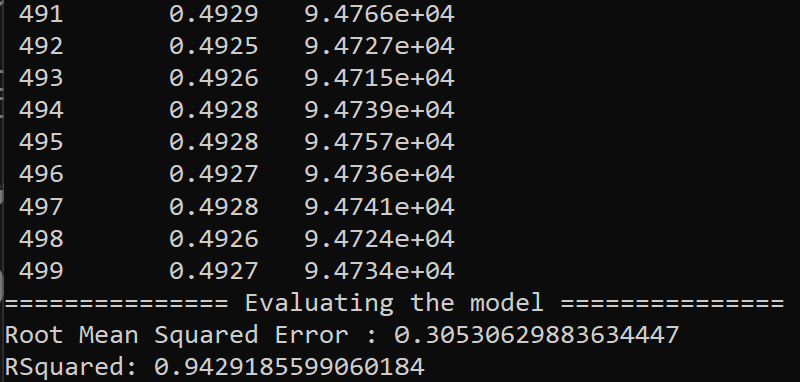 491       0.4929   9.4766e+04
492       0.4925   9.4727e+04
493       0.4926   9.4715e+04
494       0.4928   9.4739e+04
495       0.4928   9.4757e+04
496       0.4927   9.4736e+04
497       0.4928   9.4741e+04
498       0.4926   9.4724e+04
499       0.4927   9.4734e+04
=============== Evaluating the model ===============
Root Mean Squared Error : 0.30530629883634447
RSquared: 0.9429185599060184